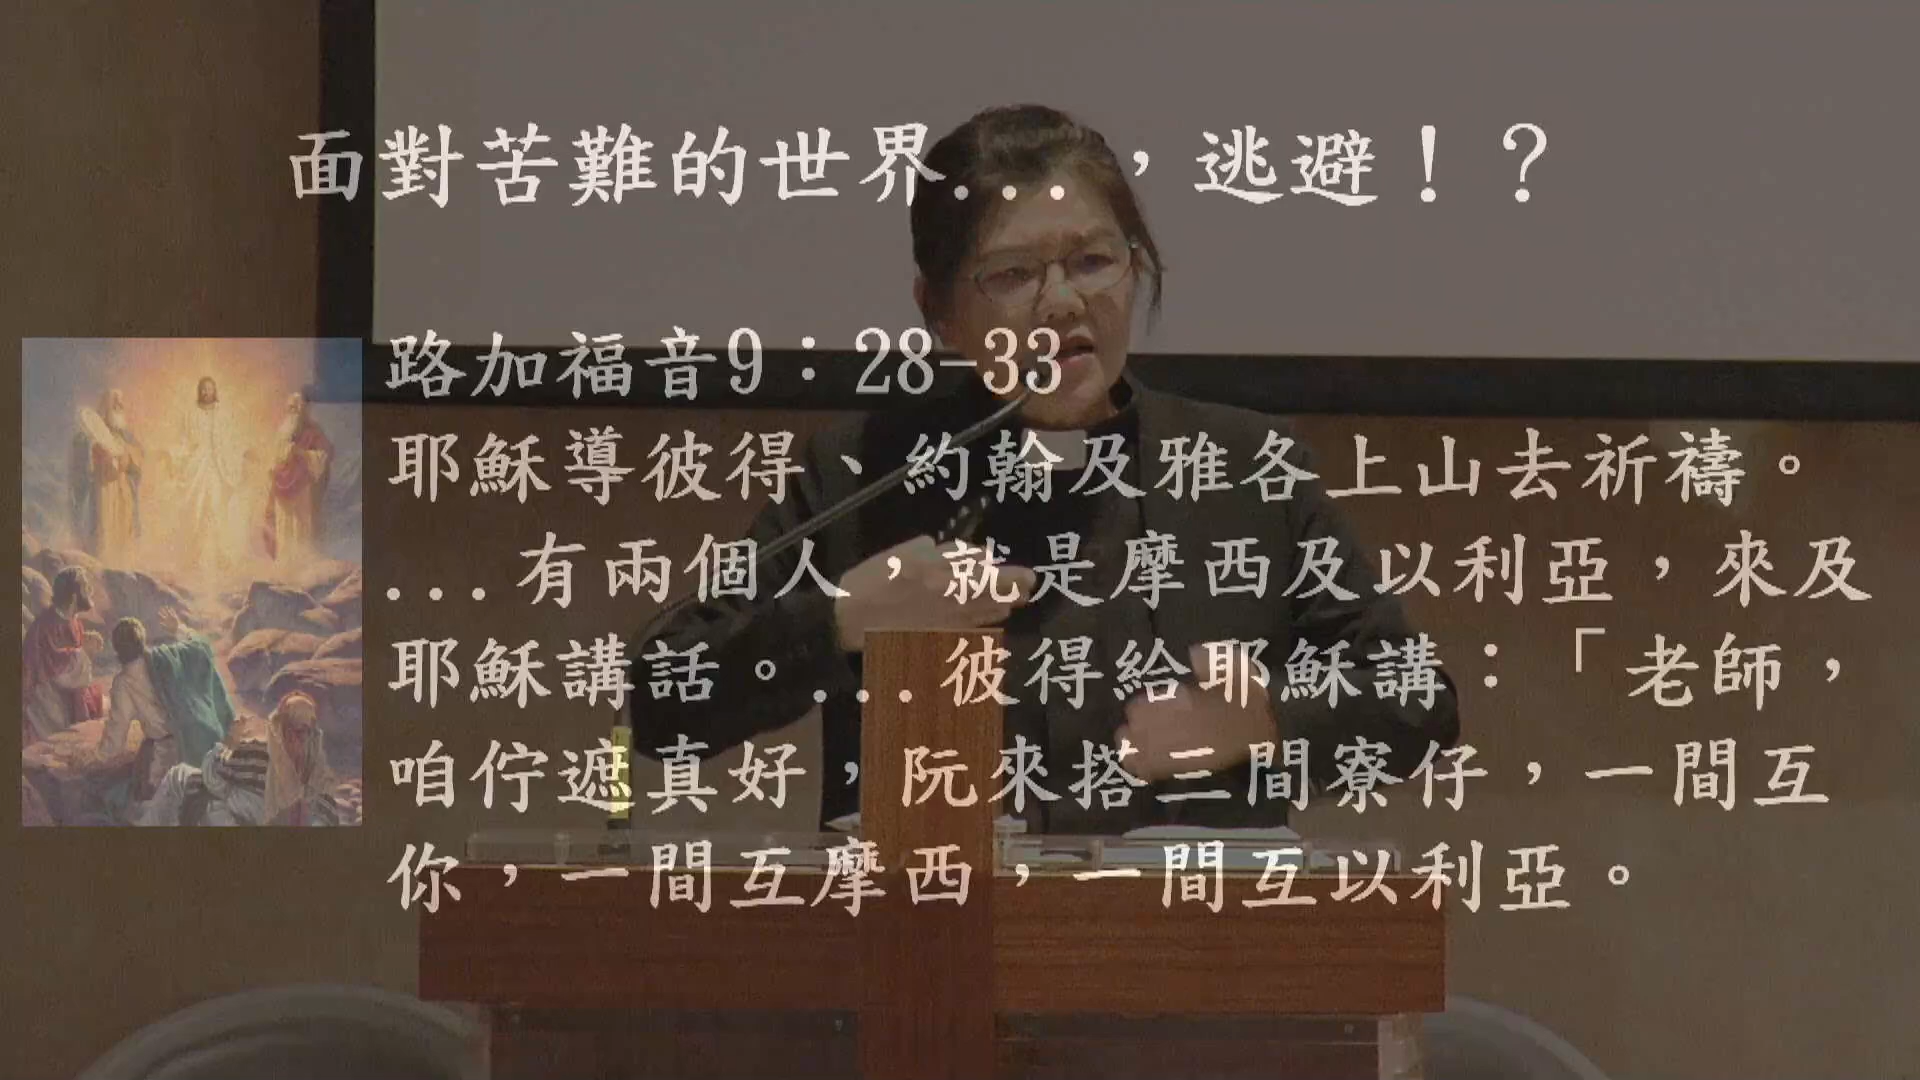 面對苦難的世界...，逃避！？
路加福音9：28-33
耶穌導彼得、約翰及雅各上山去祈禱。
...有兩個人，就是摩西及以利亞，來及
耶穌講話。...彼得給耶穌講：「老師，
咱佇遮真好，阮來搭三間寮仔，一間互
你，一間互摩西，一間互以利亞。